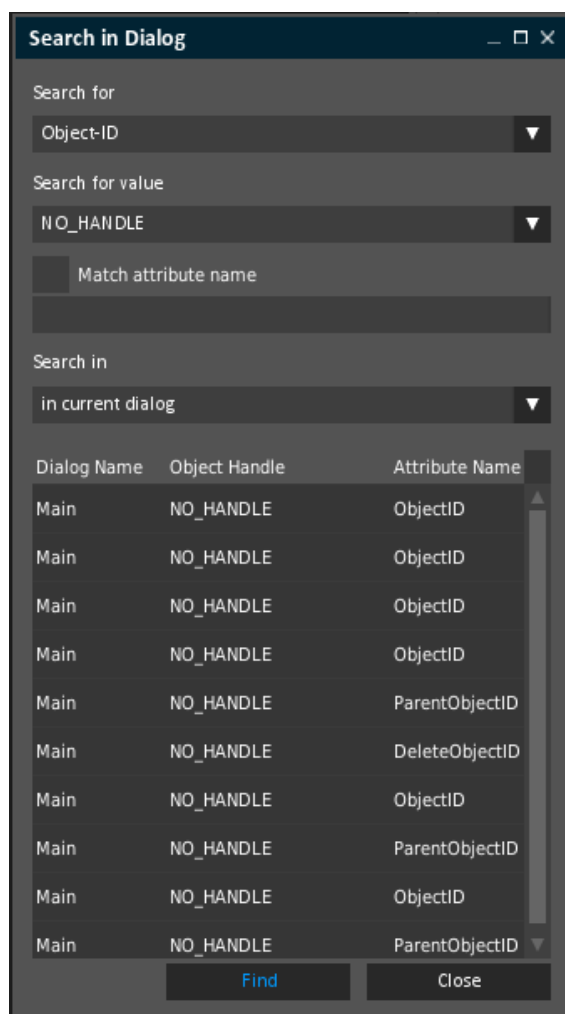 Search in Dialog
Search for
Object-ID
Search for value
NO_HANDLE
Match attribute name
Search in
in current dialog
Dialog Name Object Handle Attribute Name
Main NO_HANDLE ObjectID
Main NO_HANDLE ObjectID
Main NO_HANDLE ObjectID
Main NO_HANDLE ObjectID
Main NO_HANDLE ParentObjectID
Main NO_HANDLE DeleteObjectID
Main NO_HANDLE ObjectID
Main NO_HANDLE ParentObjectID
Main NO_HANDLE ObjectID
Main NO_HANDLE ParentObjectID
Find Close